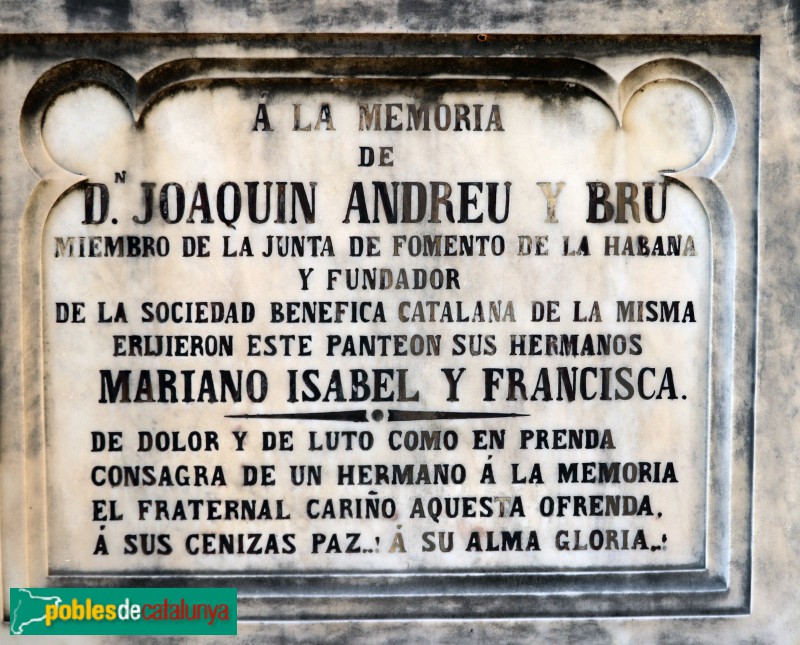 Á LA MEMORIA
DE
D.N JOAQUIN ANDREU Y BRU
MIEMBRO DE LA JUNTA DE FOMENTO DE LA HABANA
Y FUNDADOR
DE LA SOCIEDAD BENEFICA CATALANA DE LA MISMA
ERIJIERON ESTE PANTEON SUS HERMANOS
MARIANO ISABEL Y FRANCISCA.
DE DOLOR Y DE LUTO COMO EN PRENDA
CONSAGRA DE UN HERMANO Á LA MEMORIA
EL FRATERNAL CARIÑO AQUESTA OFRENDA,
Á SUS CENIZAS PAZ..! Á SU ALMA GLORIA..!
poblesdecatalunya